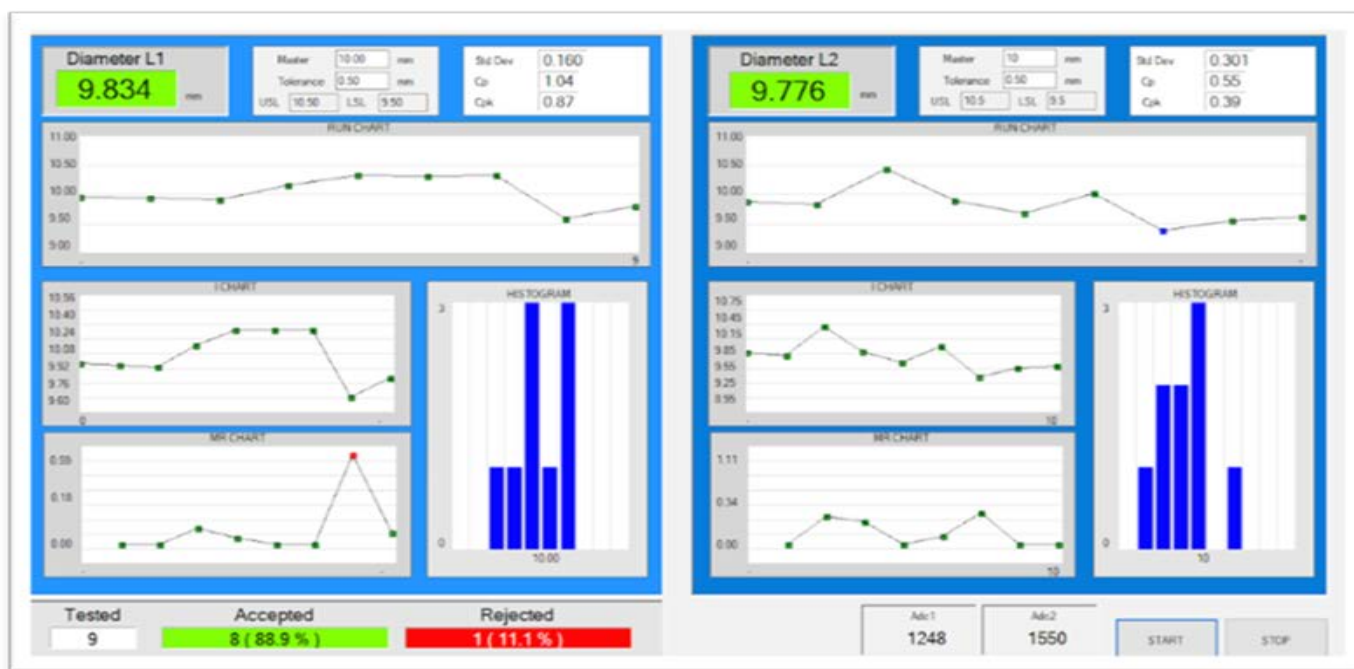 Diameter L1
9.834 mm
Master 10.00 mm
Tolerance 0.50 mm
USL 10.50 LSL 9.50
Std Dev 0.160
Cp 1.04
Cpk 0.87
RUN CHART
11.00
10.50
10.00
9.50
9.00
9
I CHART
10.56
10.40
10.24
10.08
9.92
9.76
9.60
0
MR CHART
0.18
0.00
HISTOGRAM
3
0
10.00
Diameter L2
9.776 mm
Master 10 mm
Tolerance 0.50 mm
USL 10.5 LSL 9.5
Std Dev 0.301
Cp 0.55
Cpk 0.39
RUN CHART
11.00
10.50
10.00
9.50
9.00
I CHART
10.75
10.45
10.15
9.85
9.55
9.25
8.95
10
MR CHART
1.11
0.34
0.00
10
HISTOGRAM
3
0
10
Tested
9
Accepted
8 ( 88.9 % )
Rejected
1 ( 11.1 % )
Adc1
1248
Adc2
1550
START
STOP